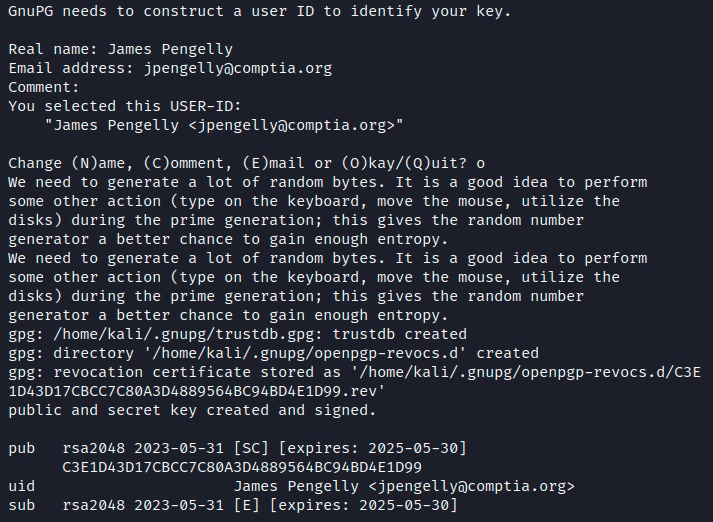 GnuPG needs to construct a user ID to identify your key.
Real name: James Pengelly
Email address: jpengelly@comptia.org
Comment:
You selected this USER-ID:
"James Pengelly <jpengelly@comptia.org>"
Change (N)ame, (C)omment, (E)mail or (O)kay/(Q)uit? o
We need to generate a lot of random bytes. It is a good idea to perform
some other action (type on the keyboard, move the mouse, utilize the
disks) during the prime generation; this gives the random number
generator a better chance to gain enough entropy.
We need to generate a lot of random bytes. It is a good idea to perform
some other action (type on the keyboard, move the mouse, utilize the
disks) during the prime generation; this gives the random number
generator a better chance to gain enough entropy.
gpg: /home/kali/.gnupg/trustdb.gpg: trustdb created
gpg: directory '/home/kali/.gnupg/openpgp-revocs.d' created
gpg: revocation certificate stored as '/home/kali/.gnupg/openpgp-revocs.d/C3E
1D43D17CBCC7C80A3D4889564BC94BD4E1D99.rev'
public and secret key created and signed.
pub   rsa2048 2023-05-31 [SC] [expires: 2025-05-30]
C3E1D43D17CBCC7C80A3D4889564BC94BD4E1D99
uid                      James Pengelly <jpengelly@comptia.org>
sub   rsa2048 2023-05-31 [E] [expires: 2025-05-30]